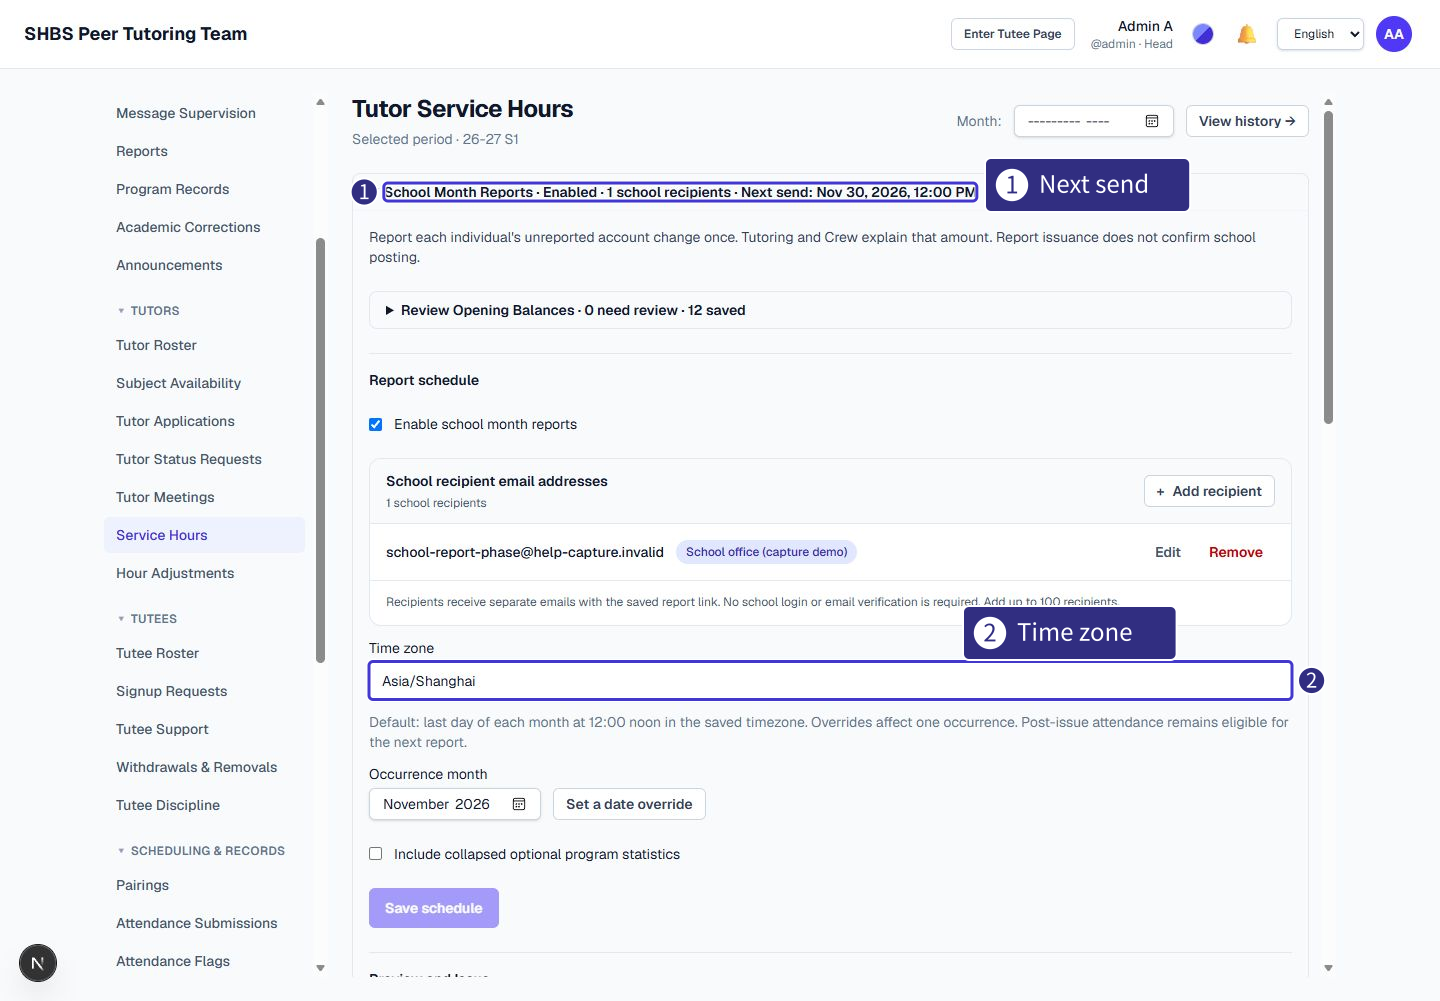 SHBS Peer Tutoring Team
Enter Tutee Page
Admin A
@admin · Head
English
AA
Message Supervision
Reports
Program Records
Academic Corrections
Announcements
TUTORS
Tutor Roster
Subject Availability
Tutor Applications
Tutor Status Requests
Tutor Meetings
Service Hours
Hour Adjustments
TUTEES
Tutee Roster
Signup Requests
Tutee Support
Withdrawals & Removals
Tutee Discipline
SCHEDULING & RECORDS
Pairings
Attendance Submissions
Attendance Flags
N
Tutor Service Hours
Selected period · 26-27 S1
Month:
--------- ----
View history →
1
School Month Reports · Enabled · 1 school recipients · Next send: Nov 30, 2026, 12:00 PM
1 Next send
Report each individual's unreported account change once. Tutoring and Crew explain that amount. Report issuance does not confirm school
posting.
Review Opening Balances · 0 need review · 12 saved
Report schedule
Enable school month reports
School recipient email addresses
1 school recipients
+ Add recipient
school-report-phase@help-capture.invalid
School office (capture demo)
Edit
Remove
Recipients receive separate emails with the saved report link. No school login or email verification is required. Add up to 100 recipients.
2 Time zone
Time zone
Asia/Shanghai
2
Default: last day of each month at 12:00 noon in the saved timezone. Overrides affect one occurrence. Post-issue attendance remains eligible for
the next report.
Occurrence month
November 2026
Set a date override
Include collapsed optional program statistics
Save schedule